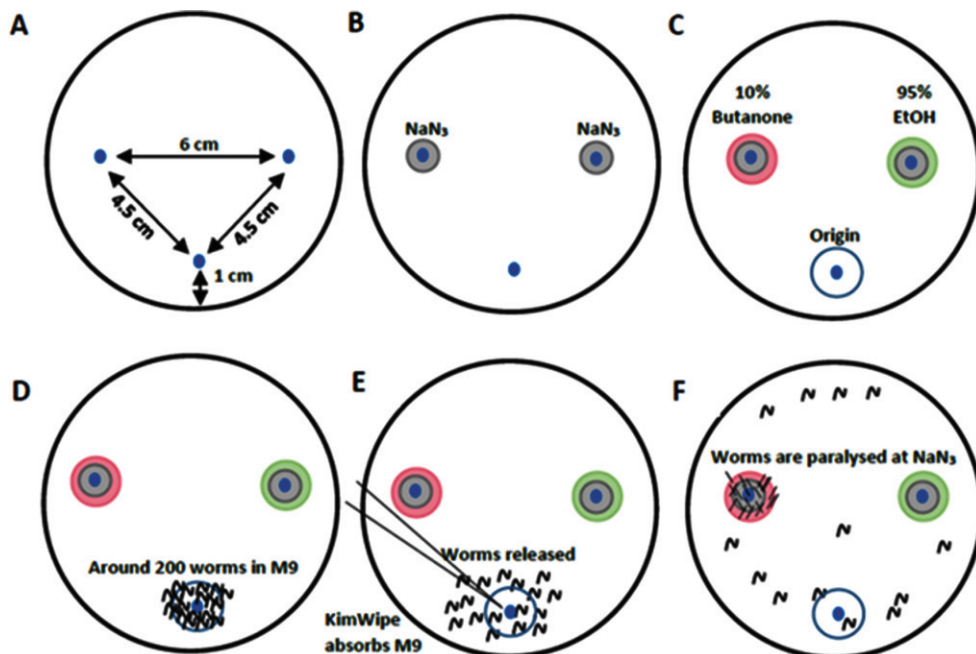 A
6 cm
4.5 cm
4.5 cm
1 cm
B
NaN₃
NaN₃
C
10%
Butanone
95%
EtOH
Origin
D
Around 200 worms in M9
E
Worms released
KimWipe
absorbs M9
F
Worms are paralysed at NaN₃